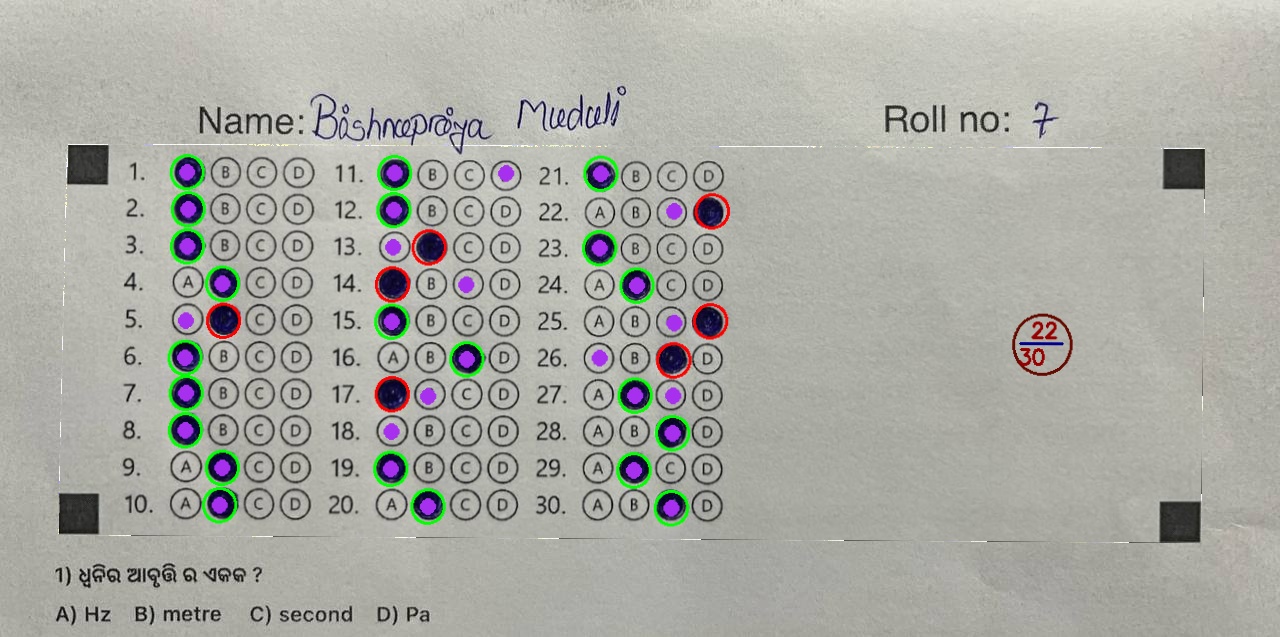 Name: Bishnupriya Muduli Roll no: 7
1. B C D 11. B C 21. B C D
2. B C D 12. B C D 22. A B
3. B C D 13. C D 23. B C D
4. A C D 14. B D 24. A C D
5. C D 15. B C D 25. A B
6. B C D 16. A B D 26. B D
7. B C D 17. C D 27. A D
8. B C D 18. B C D 28. A B D
9. A C D 19. B C D 29. A C D
10. A C D 20. A C D 30. A B D
22
30
1) ଧ୍ୱନିର ଆବୃତ୍ତି ର ଏକକ ?
A) Hz B) metre C) second D) Pa